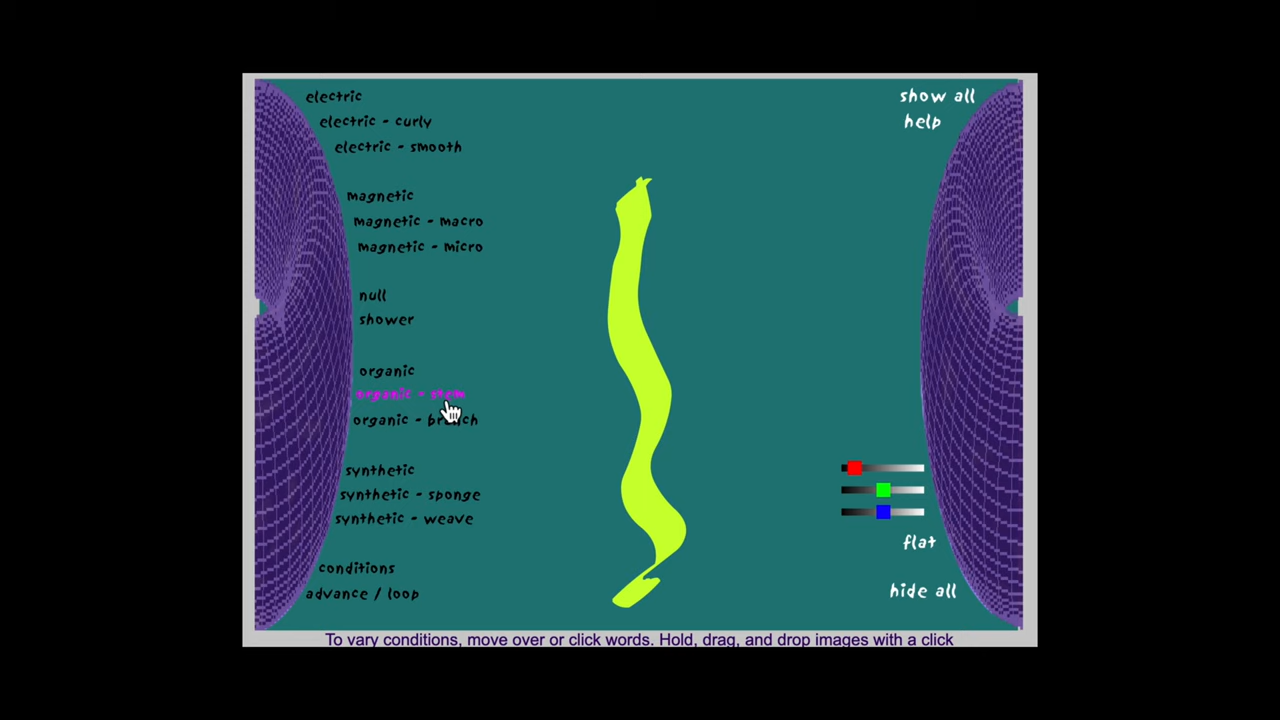 electric
electric - curly
electric - smooth
magnetic
magnetic - macro
magnetic - micro
null
shower
organic
organic - stem
organic - branch
synthetic
synthetic - sponge
synthetic - weave
conditions
advance / loop
show all
help
flat
hide all
To vary conditions, move over or click words. Hold, drag, and drop images with a click